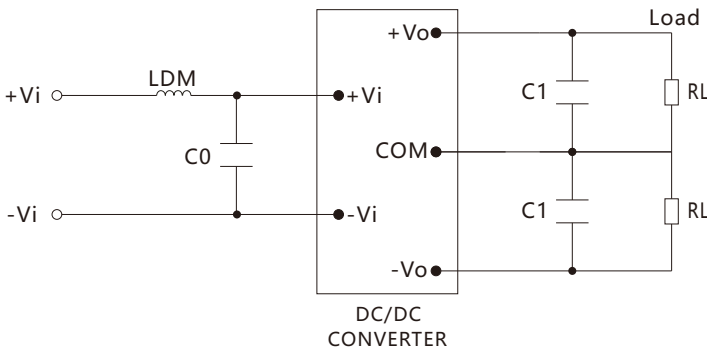 Load
+Vo
LDM
+Vi
+Vi
C1
RL
C0
COM
-Vi
-Vi
C1
RL
-Vo
DC/DC
CONVERTER